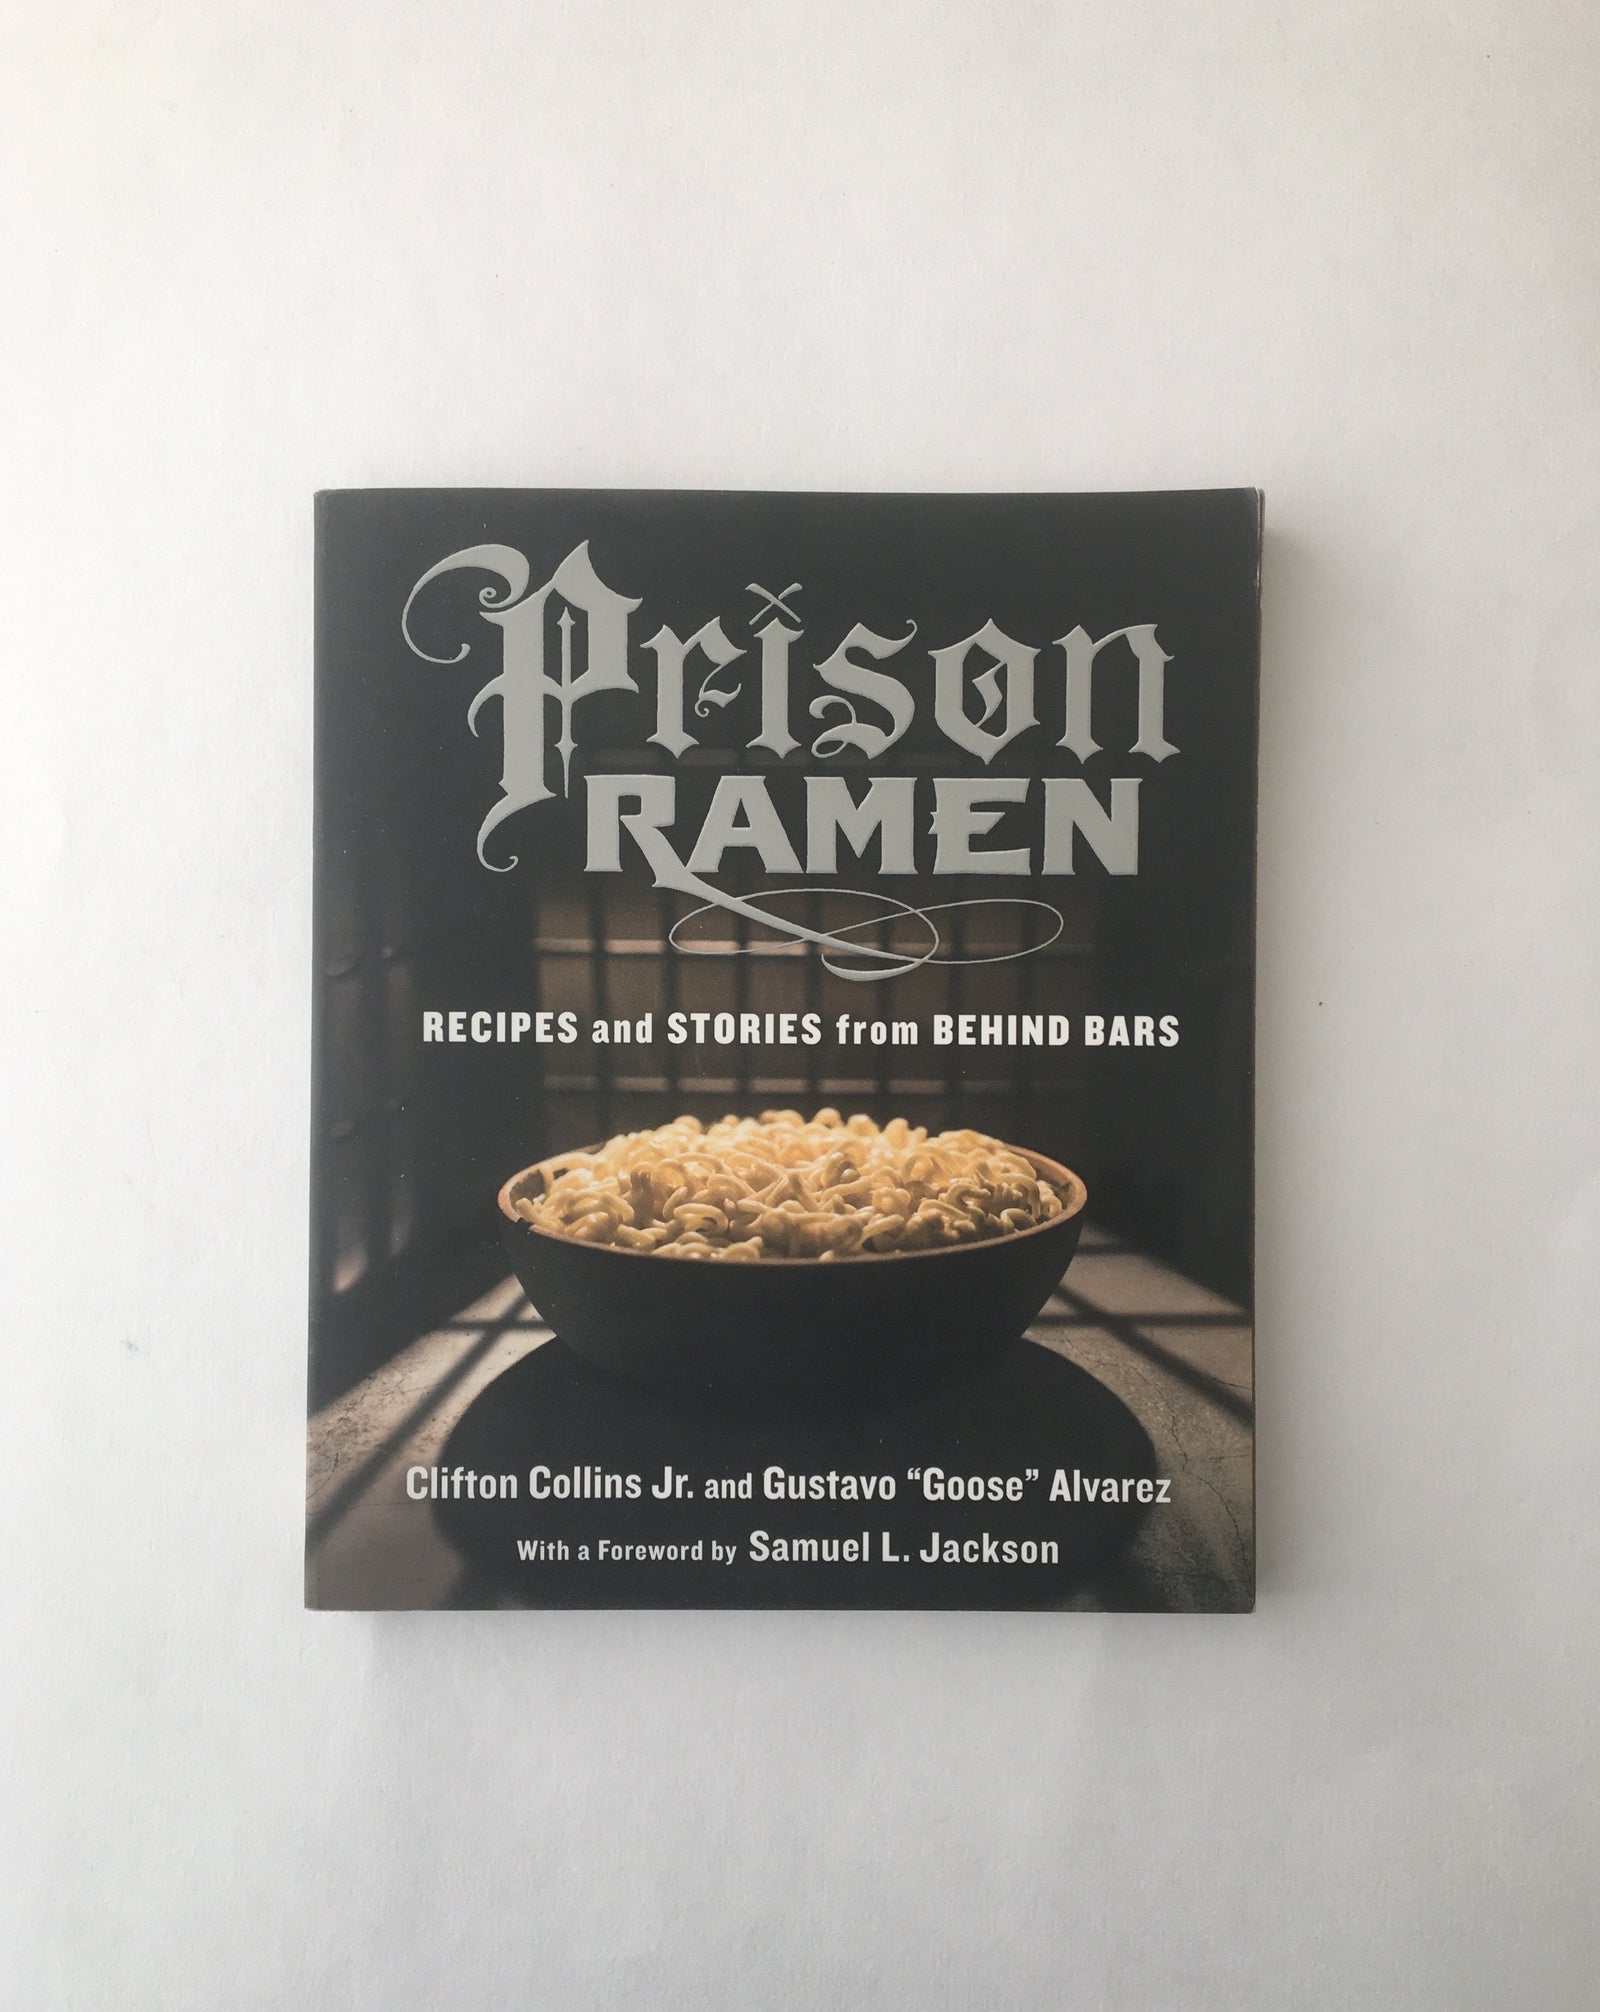 Prison
RAMEN
RECIPES and STORIES from BEHIND BARS
Clifton Collins Jr. and Gustavo “Goose” Alvarez
With a Foreword by Samuel L. Jackson